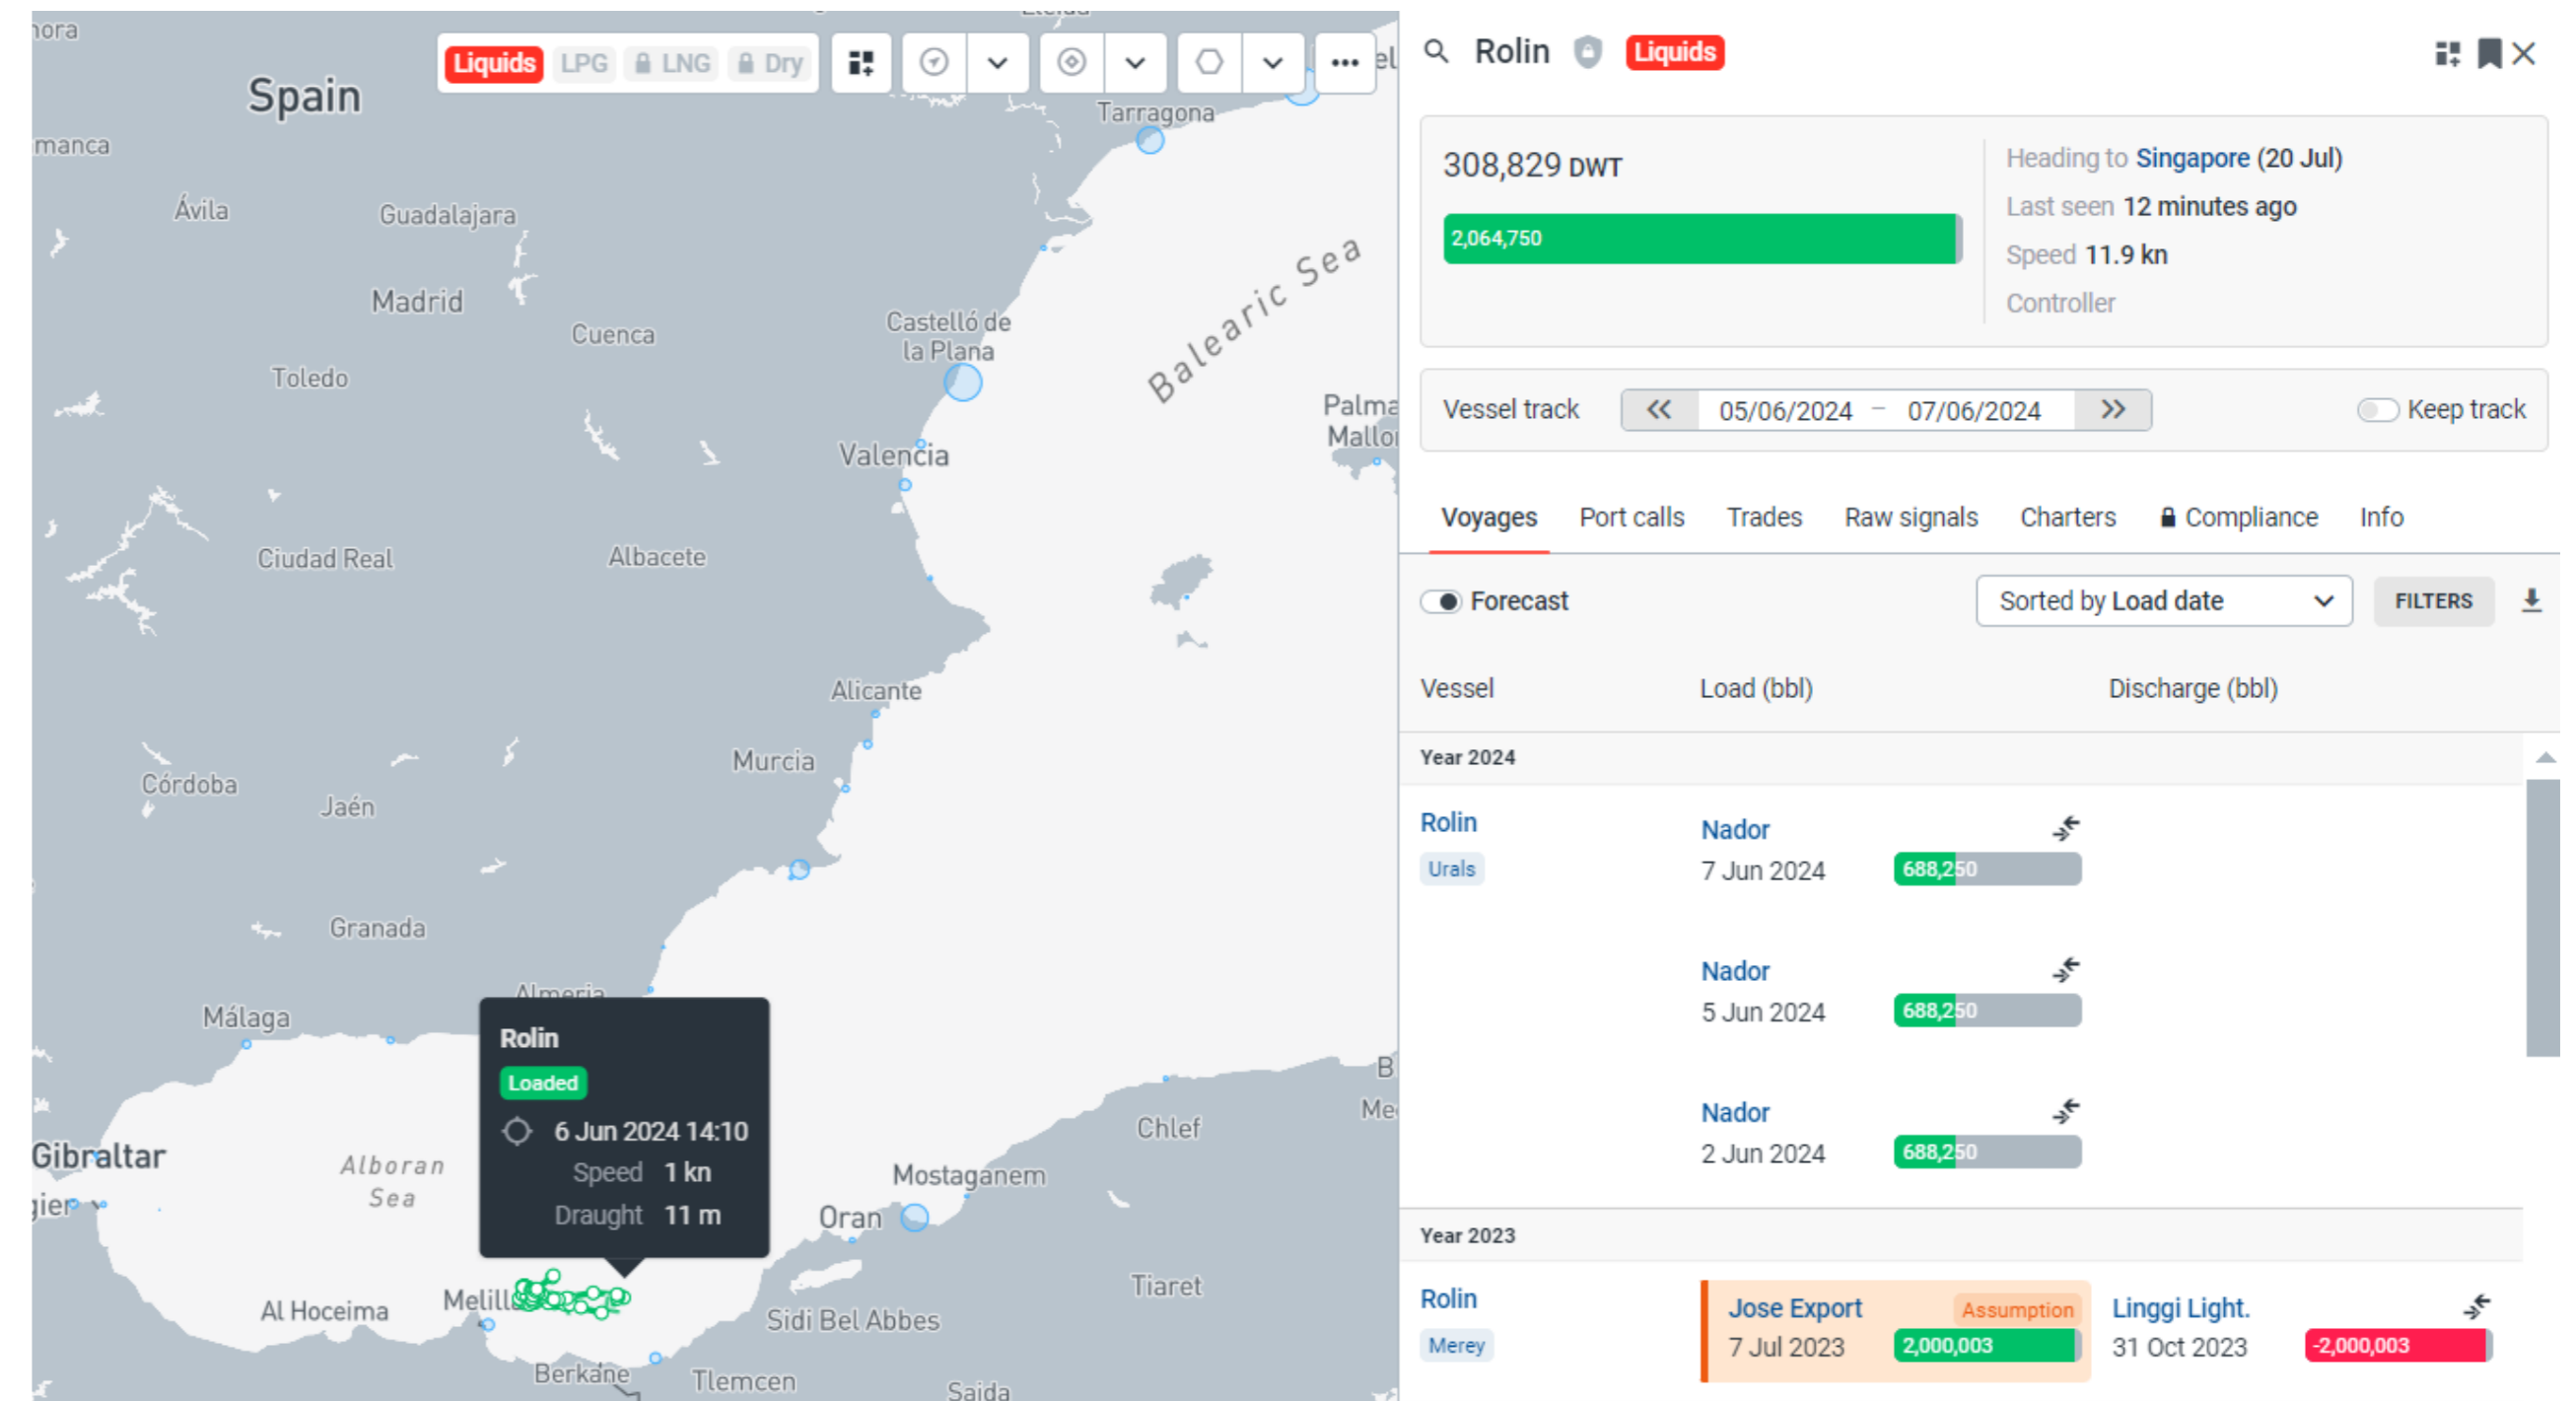 Liquids LPG LNG Dry
Spain
manca
Tarragona
Ávila
Guadalajara
Balearic Sea
Madrid
Cuenca
Castelló de
la Plana
Toledo
Palma
Valencia
Ciudad Real
Albacete
Alicante
Murcia
Córdoba
Jaén
Granada
Almeria
Málaga
Rolin
Loaded
6 Jun 2024 14:10
Speed 1 kn
Draught 11 m
Gibraltar
Alboran
Sea
Chlef
Mostaganem
Oran
Tiaret
Al Hoceima
Sidi Bel Abbes
Berkane
Tlemcen
Saida
Rolin Liquids
308,829 DWT
2,064,750
Heading to Singapore (20 Jul)
Last seen 12 minutes ago
Speed 11.9 kn
Controller
Vessel track << 05/06/2024 – 07/06/2024 >> Keep track
Voyages Port calls Trades Raw signals Charters Compliance Info
Forecast Sorted by Load date FILTERS
Vessel Load (bbl) Discharge (bbl)
Year 2024
Rolin Nador
Urals 7 Jun 2024 688,250
Nador
5 Jun 2024 688,250
Nador
2 Jun 2024 688,250
Year 2023
Rolin Jose Export Assumption Linggi Light.
Merey 7 Jul 2023 2,000,003 31 Oct 2023 -2,000,003